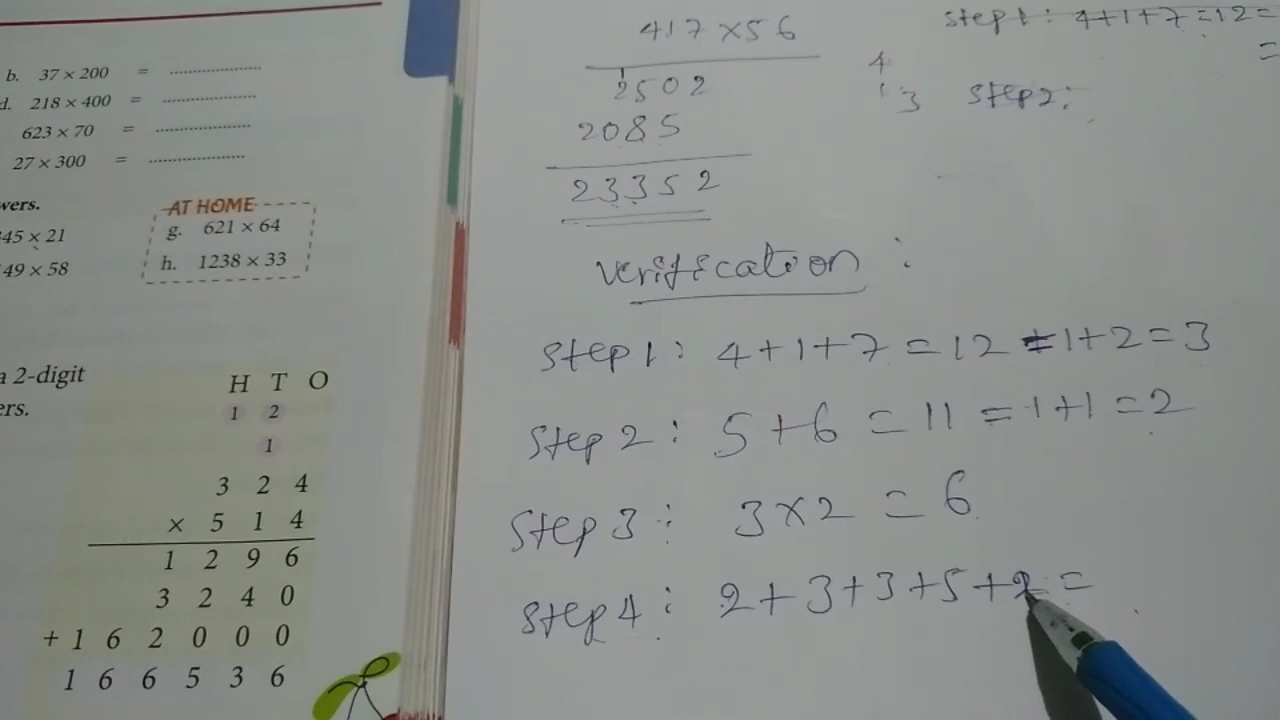 b. 37 × 200 = ....................
d. 218 × 400 = ....................
623 × 70 = ....................
27 × 300 = ....................
wers.
45 × 21
49 × 58
AT HOME
g. 621 × 64
h. 1238 × 33
a 2-digit
ers.
H T O
1 2
1
3 2 4
× 5 1 4
1 2 9 6
3 2 4 0
+ 1 6 2 0 0 0
1 6 6 5 3 6
417 × 56
1
2502
2085
23352
verification :
Step 1 : 4+1+7 = 12 = 1+2 = 3
Step 2 : 5+6 = 11 = 1+1 = 2
Step 3 : 3×2 = 6
Step 4 : 2+3+3+5+2 =
Step 1 : 4+1+7 = 12 =
=
4
1 3
Step 2 :